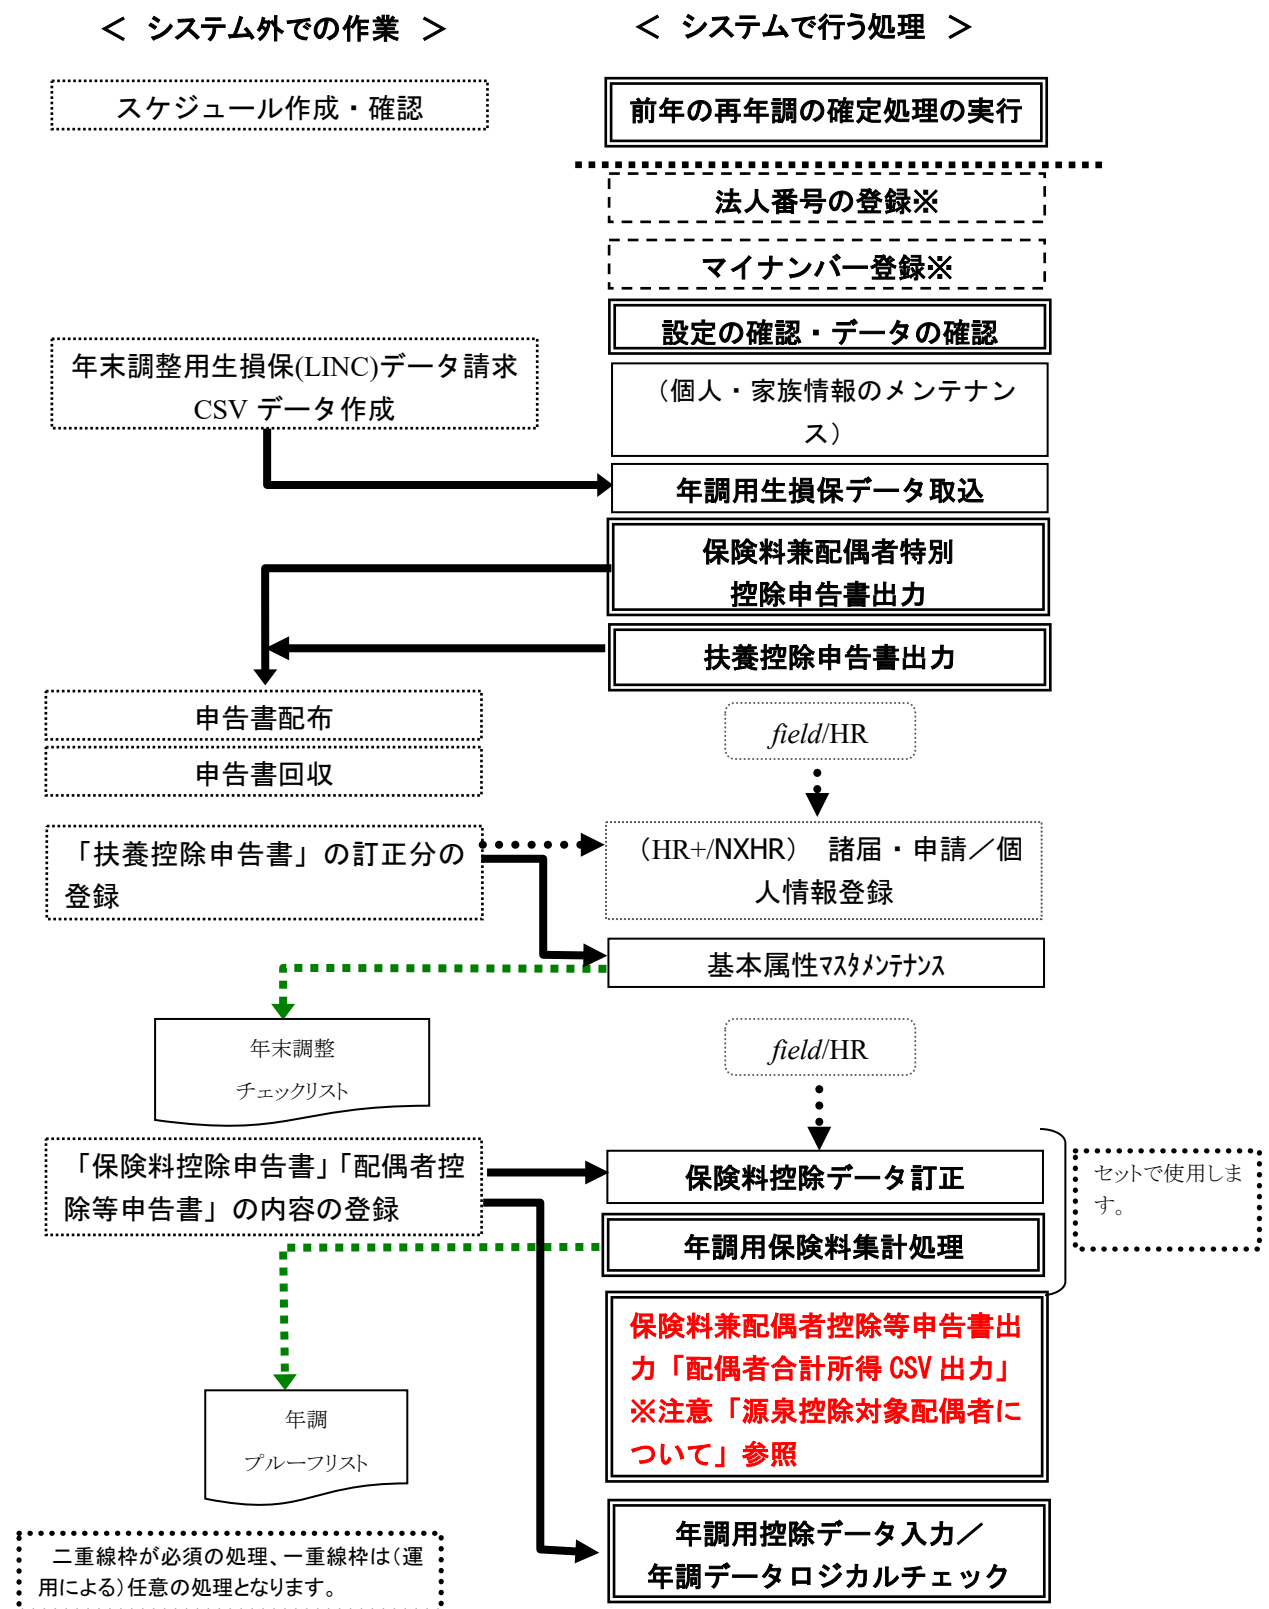 ＜ システム外での作業 ＞
＜ システムで行う処理 ＞
スケジュール作成・確認
前年の再年調の確定処理の実行
法人番号の登録※
マイナンバー登録※
設定の確認・データの確認
年末調整用生損保(LINC)データ請求
CSV データ作成
（個人・家族情報のメンテナン
ス）
年調用生損保データ取込
保険料兼配偶者特別
控除申告書出力
扶養控除申告書出力
申告書配布
申告書回収
field/HR
「扶養控除申告書」の訂正分の
登録
（HR+/NXHR） 諸届・申請／個
人情報登録
基本属性ﾏｽﾀﾒﾝﾃﾅﾝｽ
年末調整
チェックリスト
field/HR
「保険料控除申告書」「配偶者控
除等申告書」の内容の登録
保険料控除データ訂正
セットで使用しま
す。
年調用保険料集計処理
保険料兼配偶者控除等申告書出
力「配偶者合計所得 CSV 出力」
※注意「源泉控除対象配偶者に
ついて」参照
年調
プルーフリスト
年調用控除データ入力／
年調データロジカルチェック
二重線枠が必須の処理、一重線枠は（運
用による）任意の処理となります。